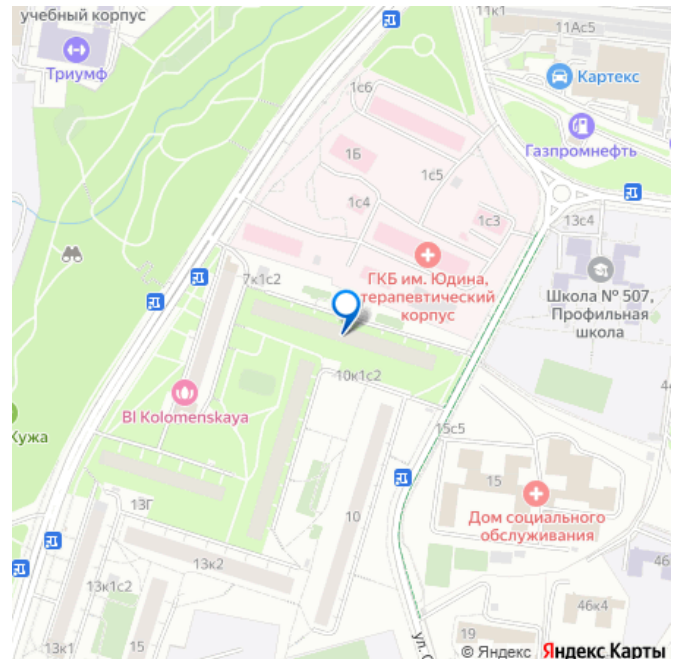 учебный корпус
Триумф
11к1
11Ас5
Картекс
Газпромнефть
1с6
1Б
1с5
1с4
1с3
13с4
ГКБ им. Юдина,
терапевтический
корпус
Школа № 507,
Профильная
школа
7к1с2
10к1с2
BI Kolomenskaya
Кужа
15с5
15
Дом социального
обслуживания
13Г
10
13к2
13к1с2
13к1
15
19
46к4
ул. С
© Яндекс Яндекс Карты